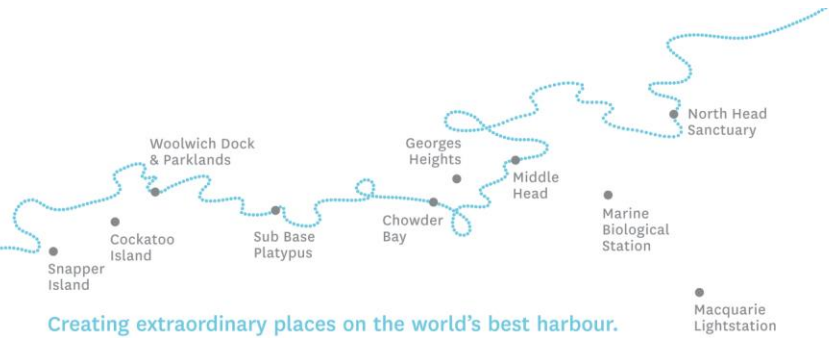 Woolwich Dock
& Parklands
Georges
Heights
North Head
Sanctuary
Middle
Head
Marine
Biological
Station
Chowder
Bay
Sub Base
Platypus
Cockatoo
Island
Snapper
Island
Macquarie
Lightstation
Creating extraordinary places on the world's best harbour.